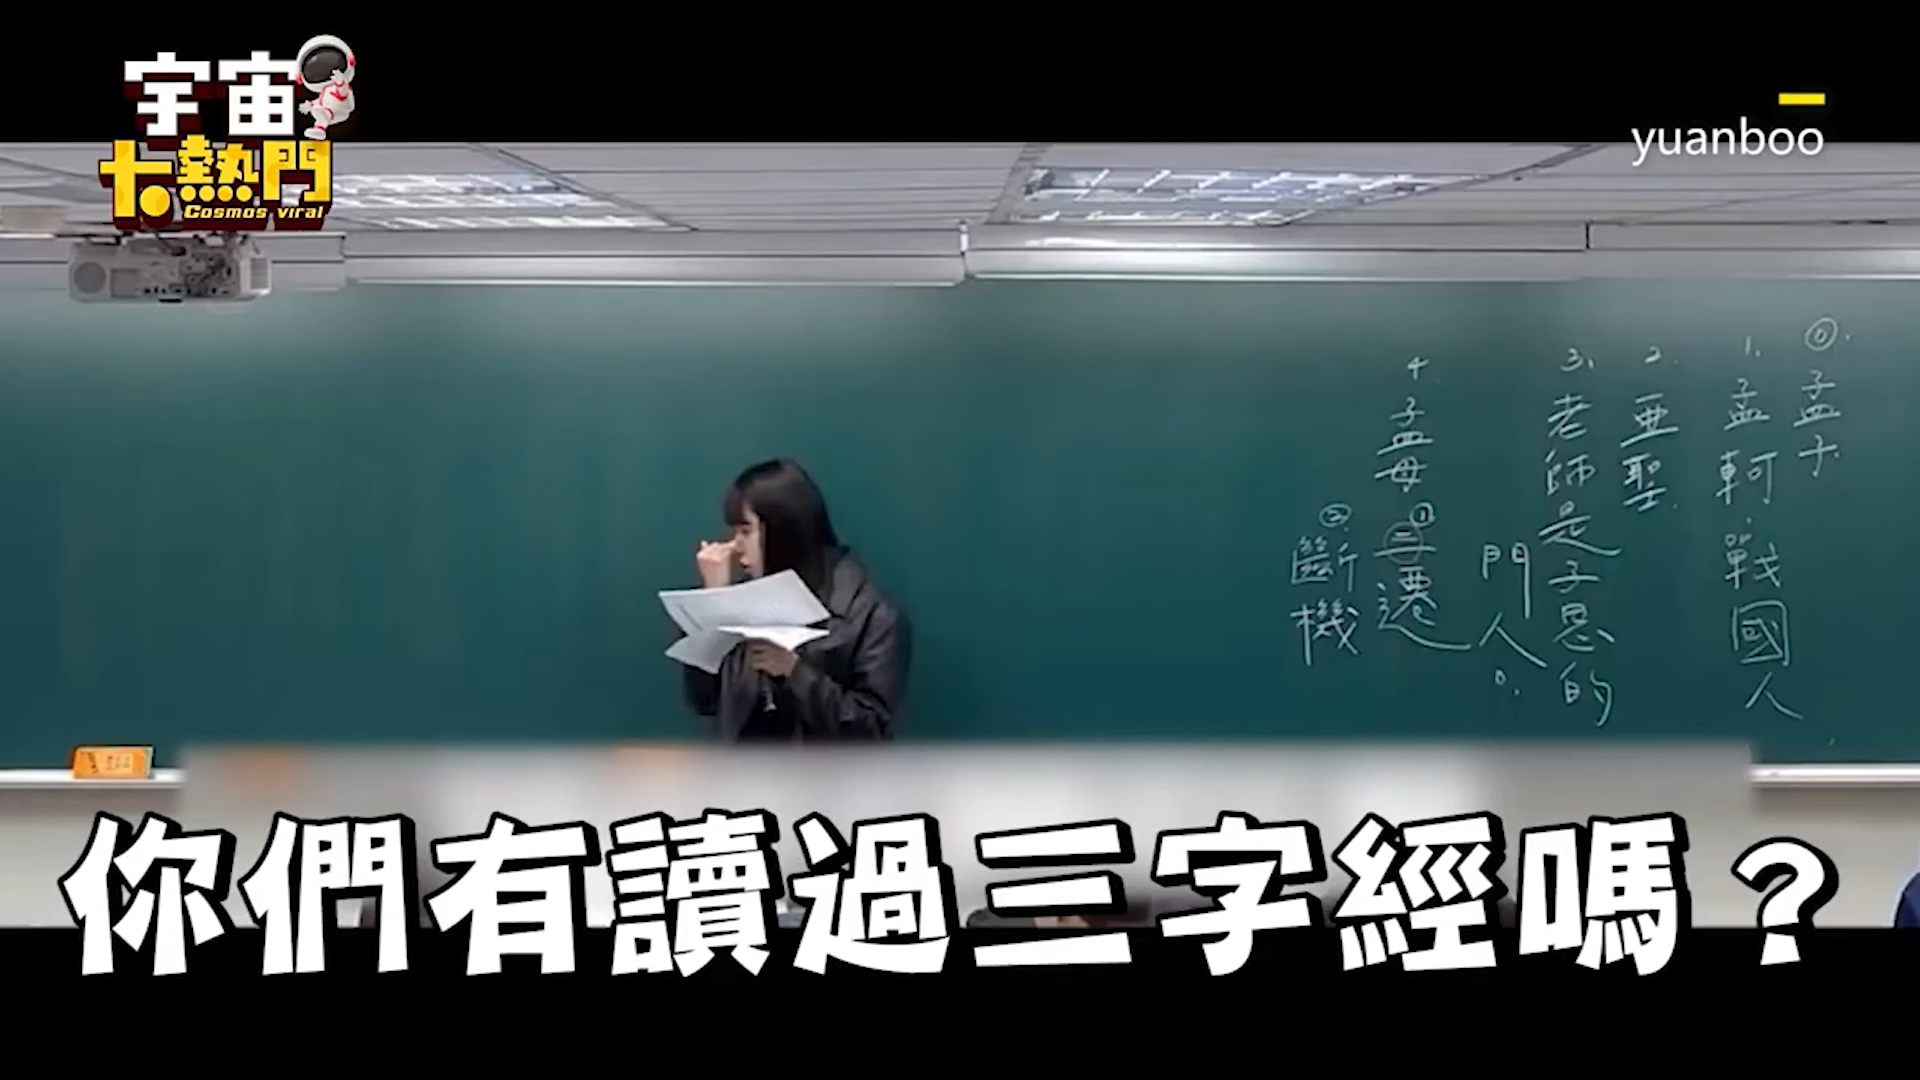 宇宙
大熱門
Cosmos viral
yuanboo
⓪.孟子
1.孟軻 戰國人
2.亞聖.
3.老師是子思的
門人。
4.孟母①三遷
②斷機
你們有讀過三字經嗎？